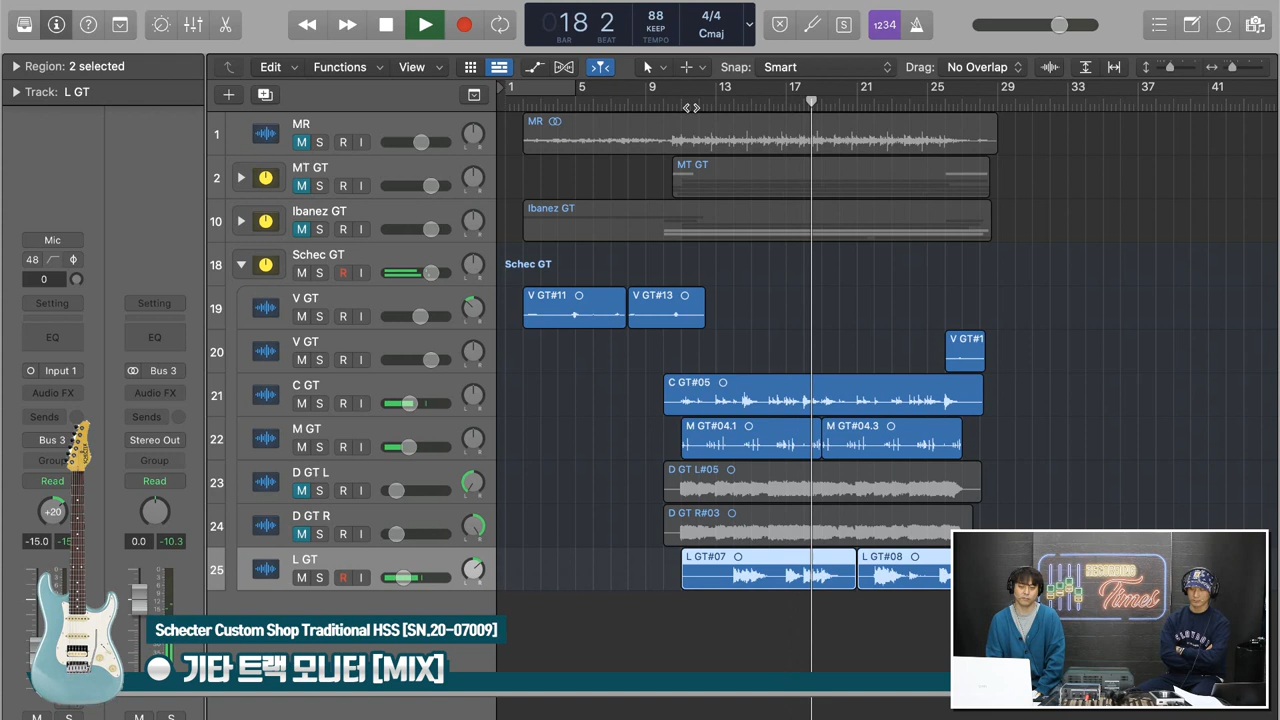 18 2
BAR BEAT
88
KEEP
TEMPO
4/4
Cmaj
1234
S
Region: 2 selected
Edit Functions View
Snap: Smart
Drag: No Overlap
Track: L GT
1 5 9 13 17 21 25 29 33 37 41
1 MR
M S R I
L R
MR
2 MT GT
M S R I
L R
MT GT
10 Ibanez GT
M S R I
L R
Ibanez GT
18 Schec GT
M S R I
L R
Schec GT
19 V GT
M S R I
L R
V GT#11
V GT#13
20 V GT
M S R I
L R
V GT#1
21 C GT
M S R I
L R
C GT#05
22 M GT
M S R I
L R
M GT#04.1
M GT#04.3
23 D GT L
M S R I
L R
D GT L#05
24 D GT R
M S R I
L R
D GT R#03
25 L GT
M S R I
L R
L GT#07
L GT#08
Mic
48
0
Setting Setting
EQ EQ
Input 1 Bus 3
Audio FX Audio FX
Sends Sends
Bus 3 Stereo Out
Group Group
Read Read
+20
-15.0 -15
0.0 -10.3
M S M S
RECORDING
Times
Schecter Custom Shop Traditional HSS [SN.20-07009]
기타 트랙 모니터 [MIX]